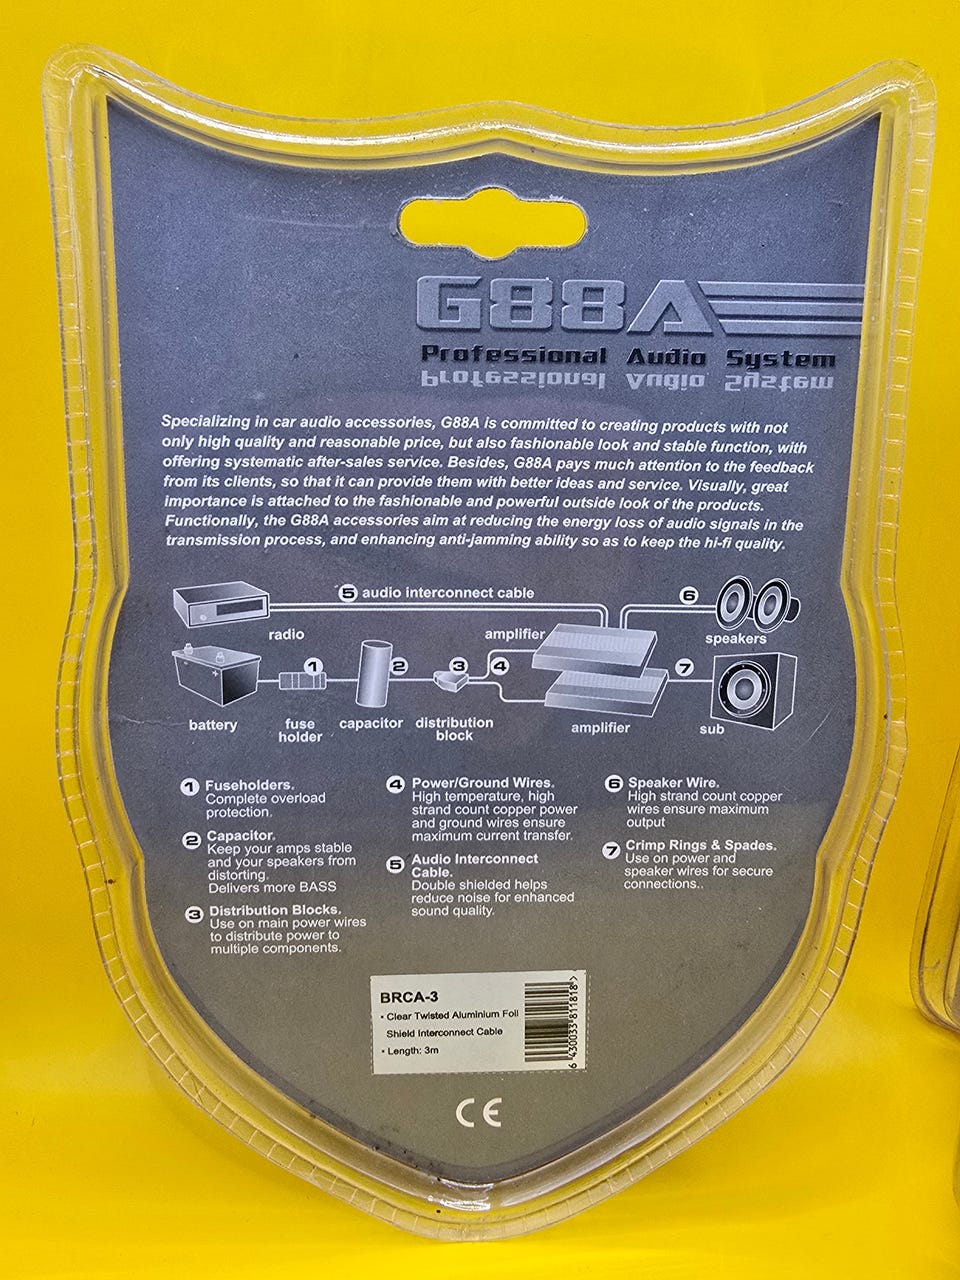 G88A
Professional Audio System
Specializing in car audio accessories, G88A is committed to creating products with not
only high quality and reasonable price, but also fashionable look and stable function, with
offering systematic after-sales service. Besides, G88A pays much attention to the feedback
from its clients, so that it can provide them with better ideas and service. Visually, great
importance is attached to the fashionable and powerful outside look of the products.
Functionally, the G88A accessories aim at reducing the energy loss of audio signals in the
transmission process, and enhancing anti-jamming ability so as to keep the hi-fi quality.
5 audio interconnect cable
6
radio
amplifier
speakers
1
2
3
4
7
battery
fuse
holder
capacitor
distribution
block
amplifier
sub
1 Fuseholders.
Complete overload
protection.
2 Capacitor.
Keep your amps stable
and your speakers from
distorting.
Delivers more BASS
3 Distribution Blocks.
Use on main power wires
to distribute power to
multiple components.
4 Power/Ground Wires.
High temperature, high
strand count copper power
and ground wires ensure
maximum current transfer.
5 Audio Interconnect
Cable.
Double shielded helps
reduce noise for enhanced
sound quality.
6 Speaker Wire.
High strand count copper
wires ensure maximum
output
7 Crimp Rings & Spades.
Use on power and
speaker wires for secure
connections..
BRCA-3
• Clear Twisted Aluminium Foil
Shield Interconnect Cable
• Length: 3m
6 430033 811818 >
CE